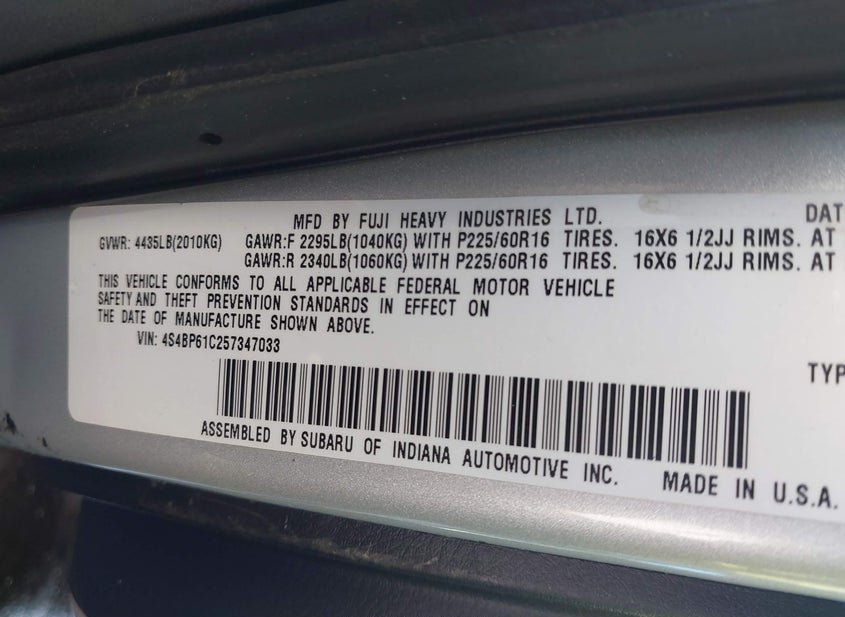 MFD BY FUJI HEAVY INDUSTRIES LTD. DAT
GVWR: 4435LB(2010KG) GAWR:F 2295LB(1040KG) WITH P225/60R16 TIRES. 16X6 1/2JJ RIMS. AT
GAWR:R 2340LB(1060KG) WITH P225/60R16 TIRES. 16X6 1/2JJ RIMS. AT
THIS VEHICLE CONFORMS TO ALL APPLICABLE FEDERAL MOTOR VEHICLE
SAFETY AND THEFT PREVENTION STANDARDS IN EFFECT ON
THE DATE OF MANUFACTURE SHOWN ABOVE.
VIN: 4S4BP61C257347033
TYP
ASSEMBLED BY SUBARU OF INDIANA AUTOMOTIVE INC. MADE IN U.S.A.